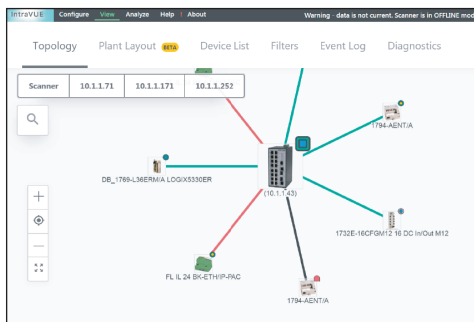 IntraVUE Configure View Analyze Help About Warning - data is not current. Scanner is in OFFLINE mod
Topology Plant Layout BETA Device List Filters Event Log Diagnostics
Scanner 10.1.1.71 10.1.1.171 10.1.1.252
1794-AENT/A
DB_1769-L36ERM/A LOGIX5330ER
(10.1.1.43)
1732E-16CFGM12 16 DC In/Out M12
FL IL 24 BK-ETH/IP-PAC
1794-AENT/A